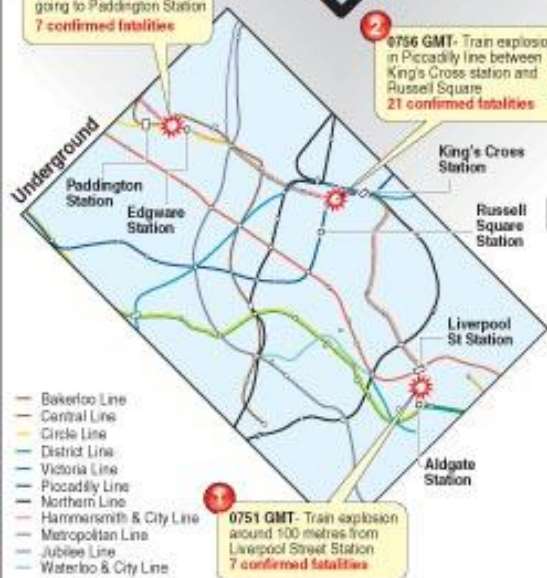 going to Paddington Station
7 confirmed fatalities
2
0756 GMT- Train explosio
in Piccadilly line between
King's Cross station and
Russell Square
21 confirmed fatalities
Underground
King's Cross
Station
Paddington
Station
Edgware
Station
Russell
Square
Station
Liverpool
St Station
Bakerloo Line
Central Line
Circle Line
District Line
Victoria Line
Piccadilly Line
Northern Line
Hammersmith & City Line
Metropolitan Line
Jubilee Line
Waterloo & City Line
Aldgate
Station
0751 GMT- Train explosion
around 100 metres from
Liverpool Street Station
7 confirmed fatalities